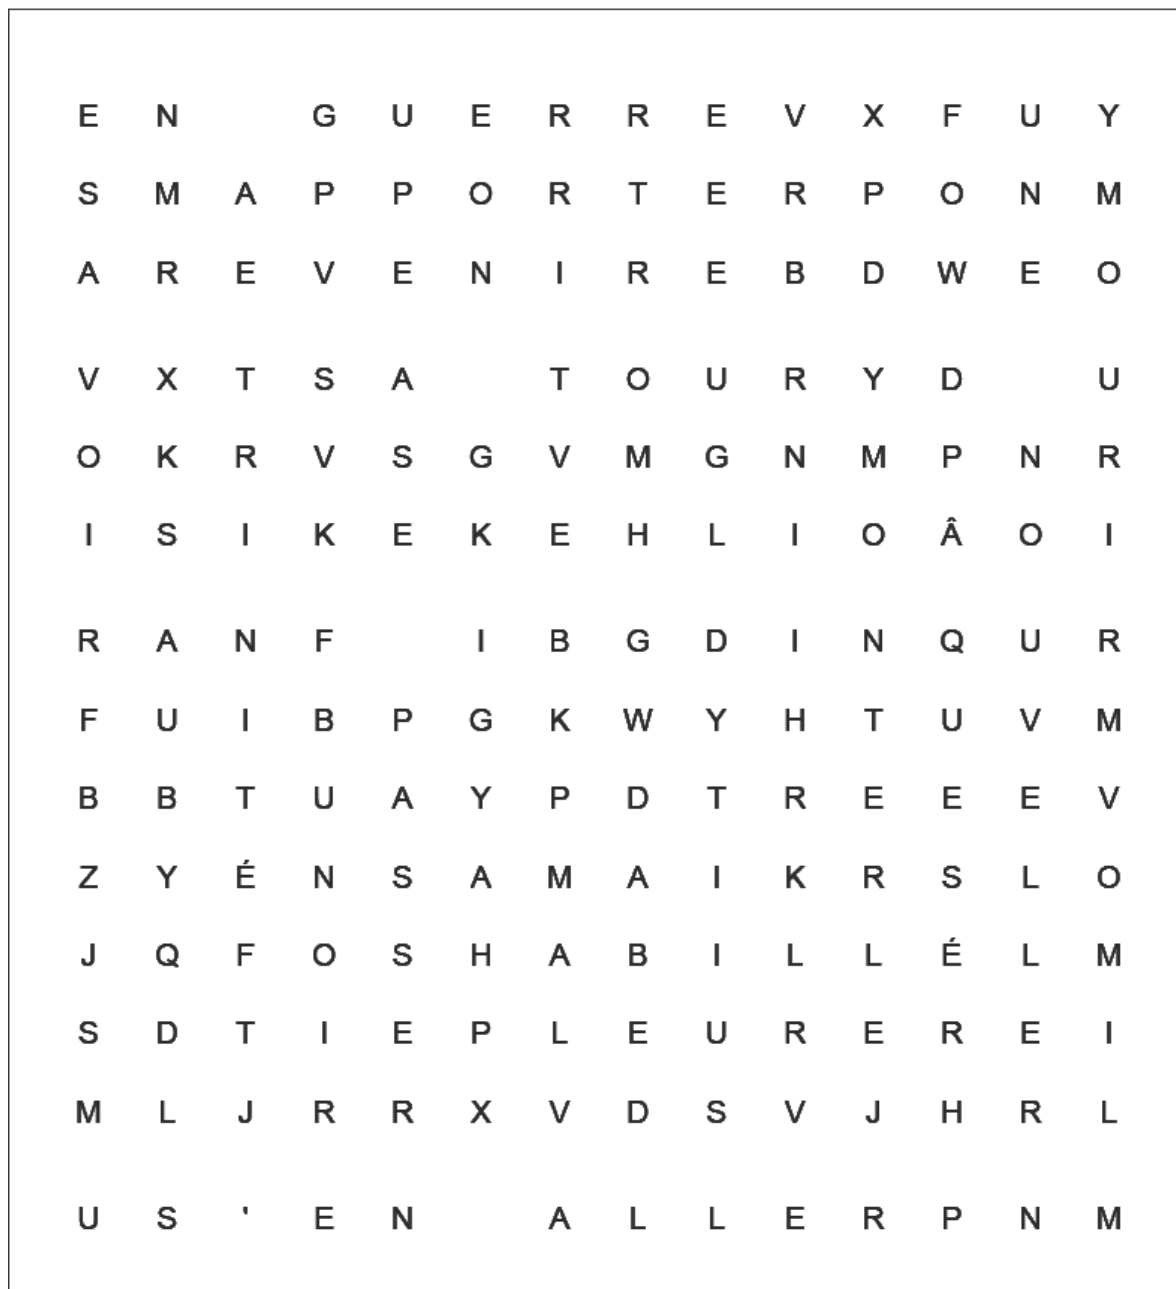 E N   G U E R R E V X F U Y
S M A P P O R T E R P O N M
A R E V E N I R E B D W E O
V X T S A   T O U R Y D   U
O K R V S G V M G N M P N R
I S I K E K E H L I O Â O I
R A N F   I B G D I N Q U R
F U I B P G K W Y H T U V M
B B T U A Y P D T R E E E V
Z Y É N S A M A I K R S L O
J Q F O S H A B I L L É L M
S D T I E P L E U R E R E I
M L J R R X V D S V J H R L
U S ' E N   A L L E R P N M